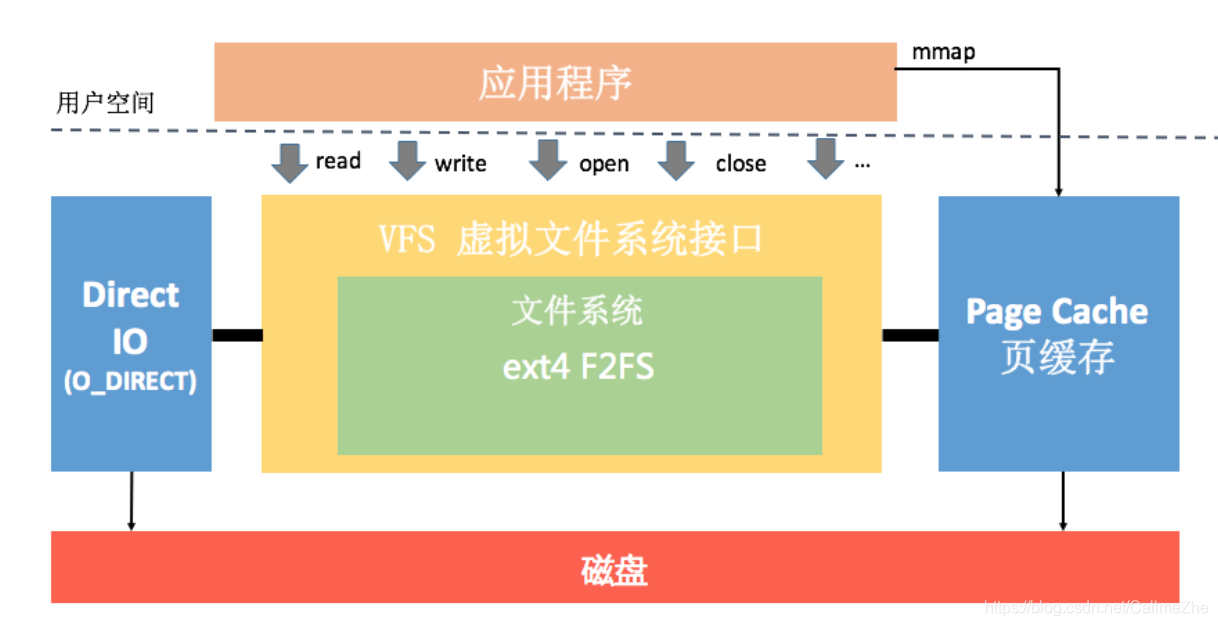 应用程序
mmap
用户空间
read
write
open
close
...
VFS 虚拟文件系统接口
Direct
IO
(O_DIRECT)
文件系统
ext4 F2FS
Page Cache
页缓存
磁盘
https://blog.csdn.net/CallmeZhe